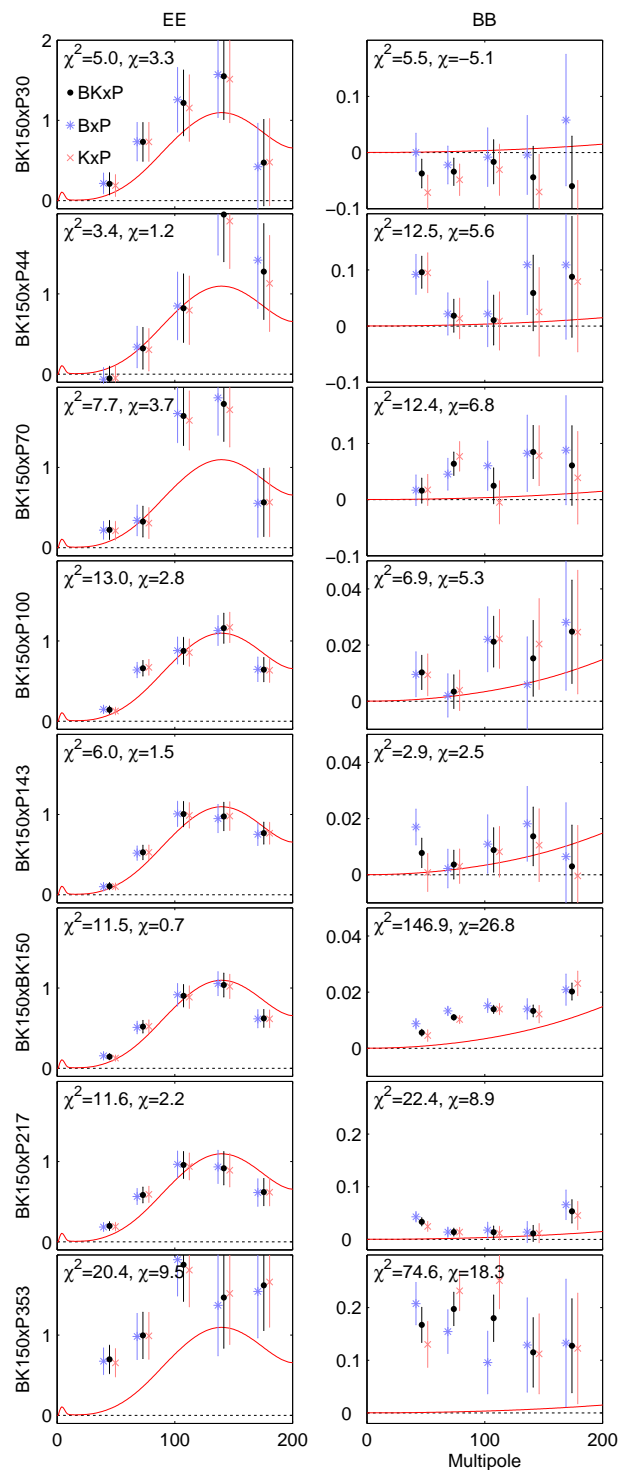 EE BB
BK150xP30
2
1
0
χ²=5.0, χ=3.3
BKxP
BxP
KxP
0.1
0
−0.1
χ²=5.5, χ=−5.1
BK150xP44
1
0
χ²=3.4, χ=1.2
0.1
0
−0.1
χ²=12.5, χ=5.6
BK150xP70
1
0
χ²=7.7, χ=3.7
0.1
0
−0.1
χ²=12.4, χ=6.8
BK150xP100
1
0
χ²=13.0, χ=2.8
0.04
0.02
0
χ²=6.9, χ=5.3
BK150xP143
1
0
χ²=6.0, χ=1.5
0.04
0.02
0
χ²=2.9, χ=2.5
BK150xBK150
1
0
χ²=11.5, χ=0.7
0.04
0.02
0
χ²=146.9, χ=26.8
BK150xP217
1
0
χ²=11.6, χ=2.2
0.2
0.1
0
χ²=22.4, χ=8.9
BK150xP353
1
0
χ²=20.4, χ=9.5
0.2
0.1
0
χ²=74.6, χ=18.3
0 100 200
0 100 200
Multipole